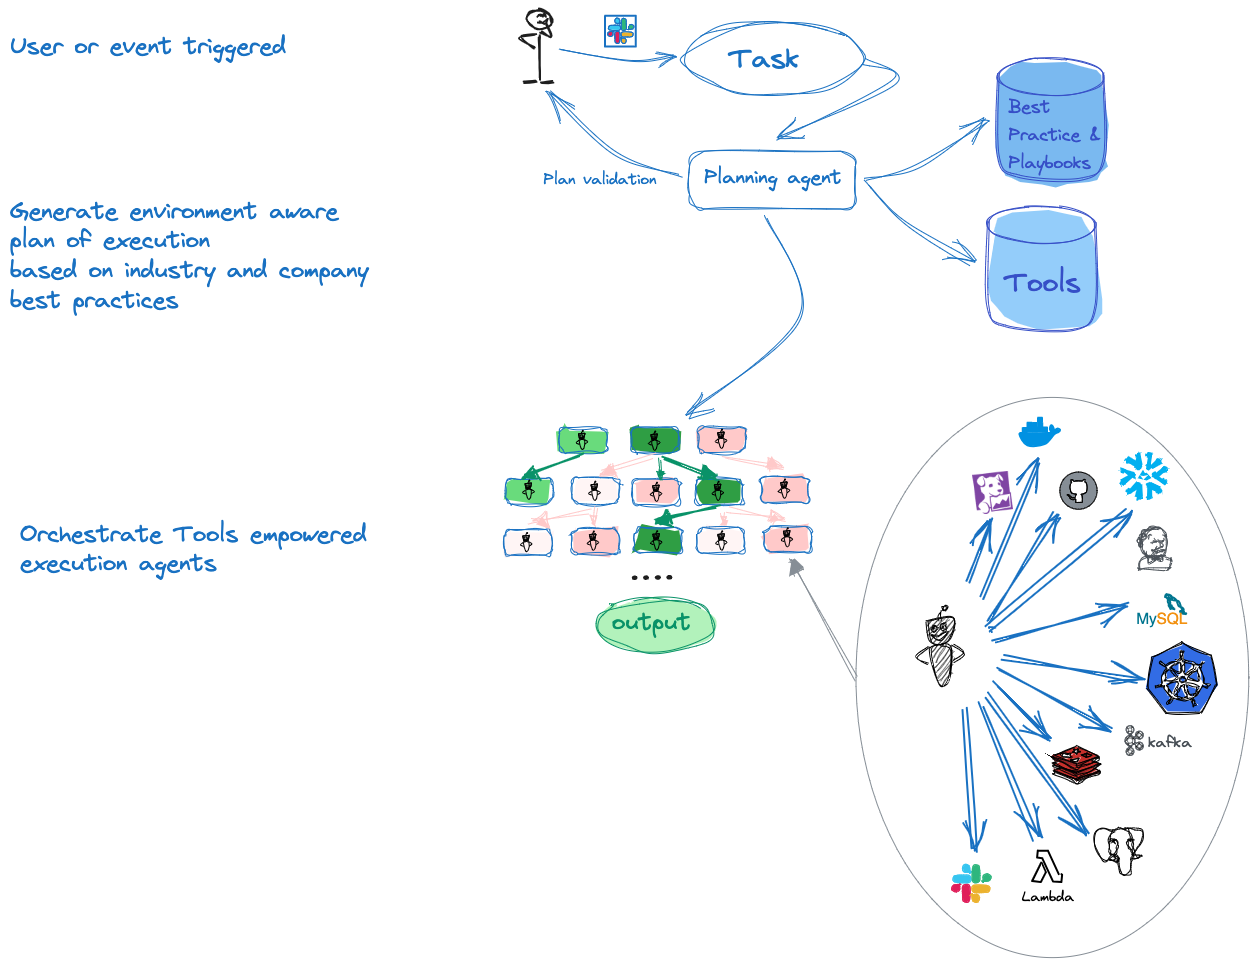 User or event triggered
Task
Best
Practice &
Playbooks
Plan validation
Planning agent
Generate environment aware
plan of execution
based on industry and company
best practices
Tools
Orchestrate Tools empowered
execution agents
....
output
MySQL
kafka
Lambda